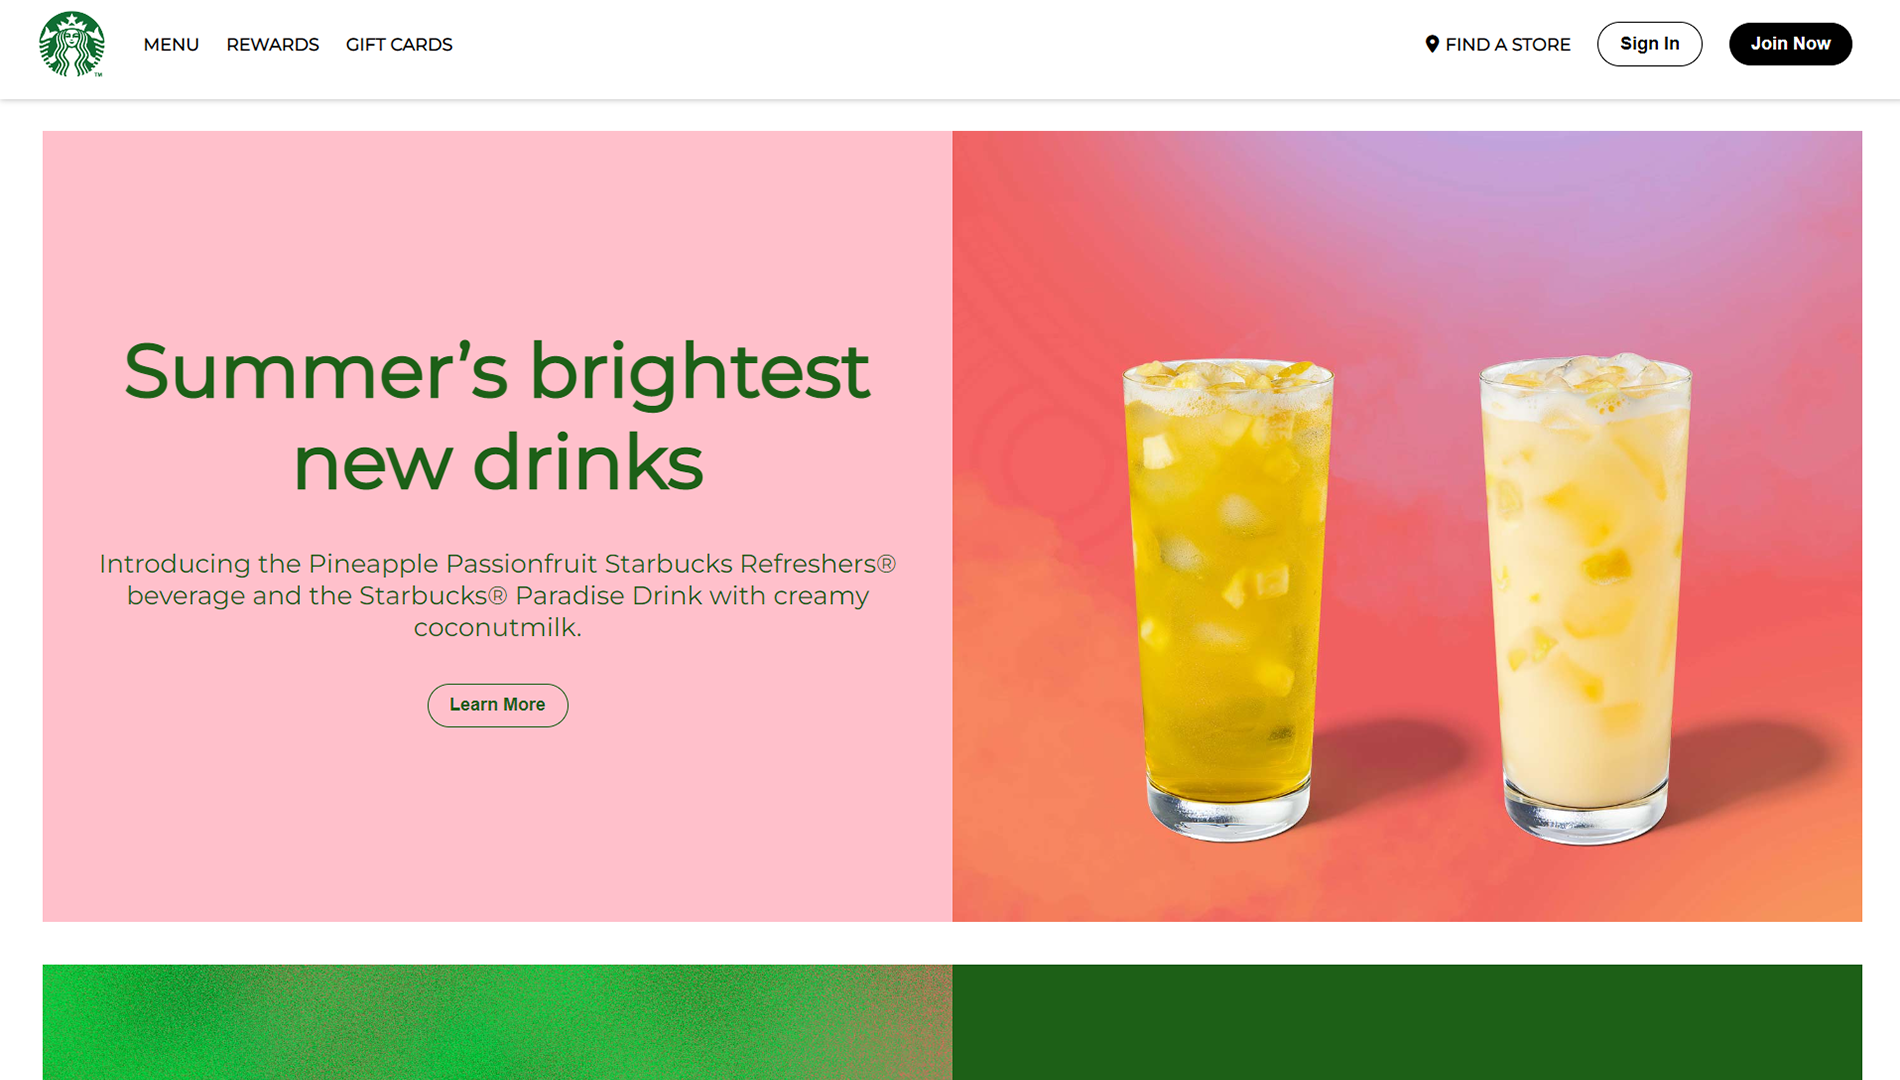 MENU REWARDS GIFT CARDS FIND A STORE Sign In Join Now
Summer’s brightest
new drinks
Introducing the Pineapple Passionfruit Starbucks Refreshers®
beverage and the Starbucks® Paradise Drink with creamy
coconutmilk.
Learn More